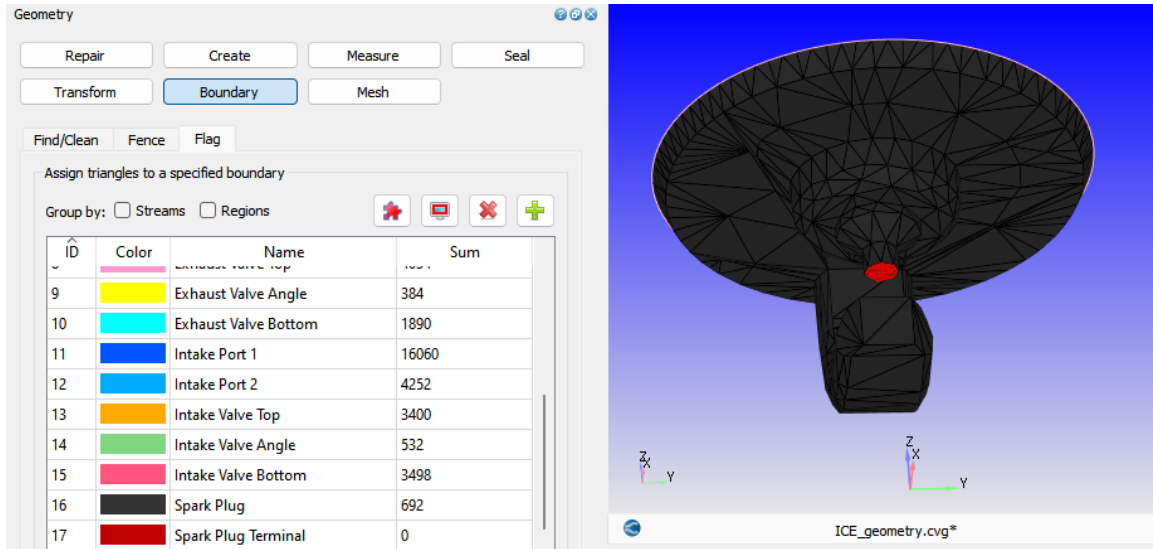 Geometry
Repair Create Measure Seal
Transform Boundary Mesh
Find/Clean Fence Flag
Assign triangles to a specified boundary
Group by: Streams Regions
ID Color Name Sum
9 Exhaust Valve Angle 384
10 Exhaust Valve Bottom 1890
11 Intake Port 1 16060
12 Intake Port 2 4252
13 Intake Valve Top 3400
14 Intake Valve Angle 532
15 Intake Valve Bottom 3498
16 Spark Plug 692
17 Spark Plug Terminal 0
Z X Y
Z X Y
ICE_geometry.cvg*